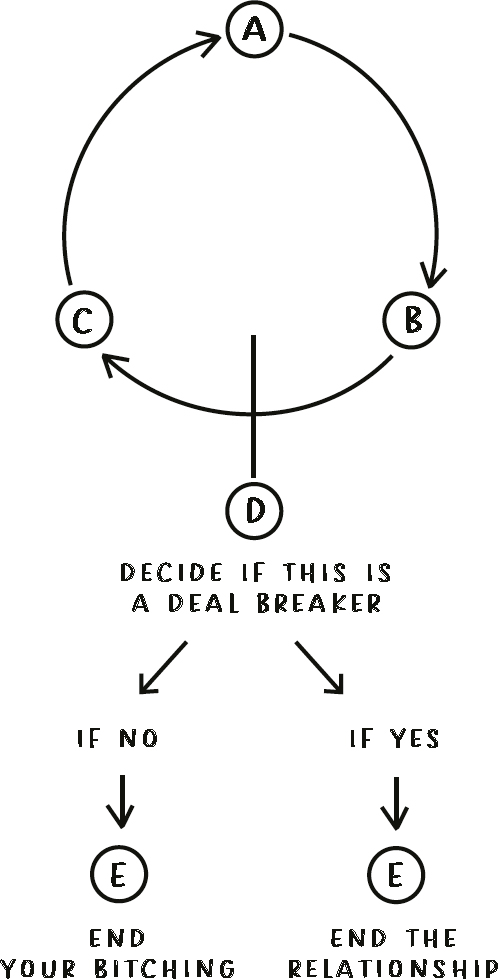 A
C
B
D
DECIDE IF THIS IS
A DEAL BREAKER
IF NO
IF YES
E
E
END
YOUR BITCHING
END THE
RELATIONSHIP